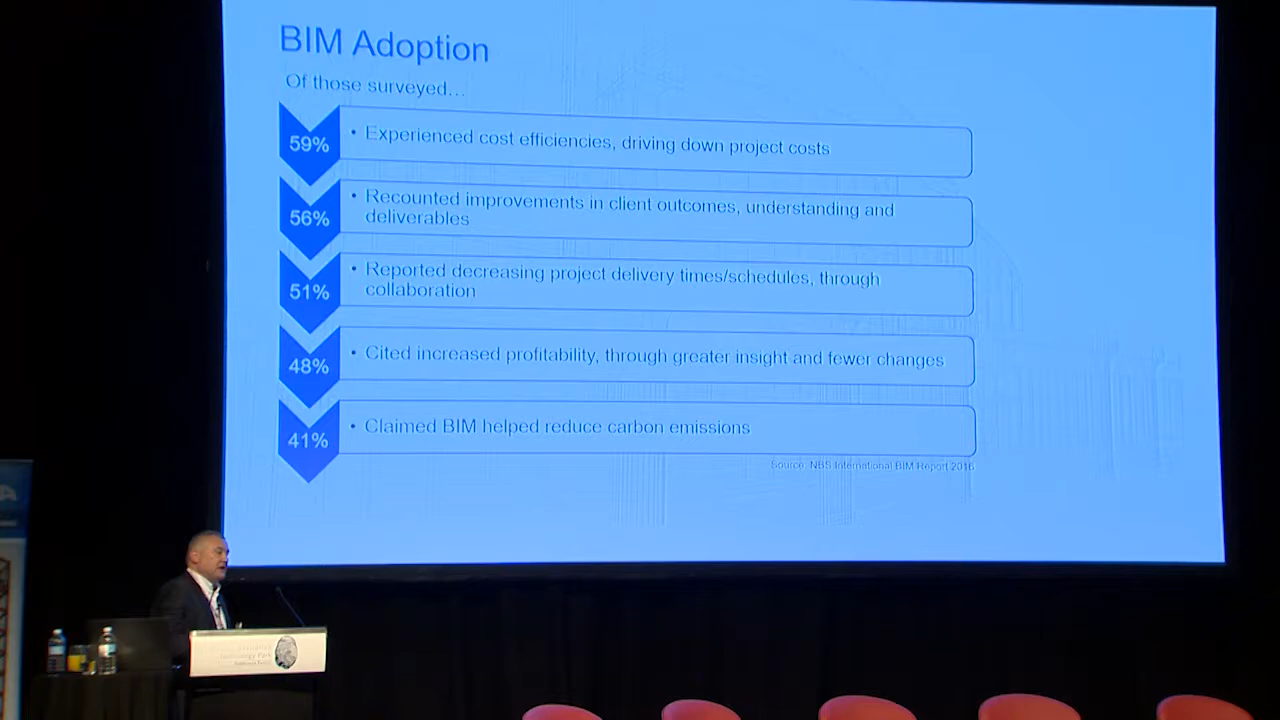 BIM Adoption
Of those surveyed...
59%
• Experienced cost efficiencies, driving down project costs
56%
• Recounted improvements in client outcomes, understanding and
deliverables
51%
• Reported decreasing project delivery times/schedules, through
collaboration
48%
• Cited increased profitability, through greater insight and fewer changes
41%
• Claimed BIM helped reduce carbon emissions
Source: NBS International BIM Report 2016
Technology Park